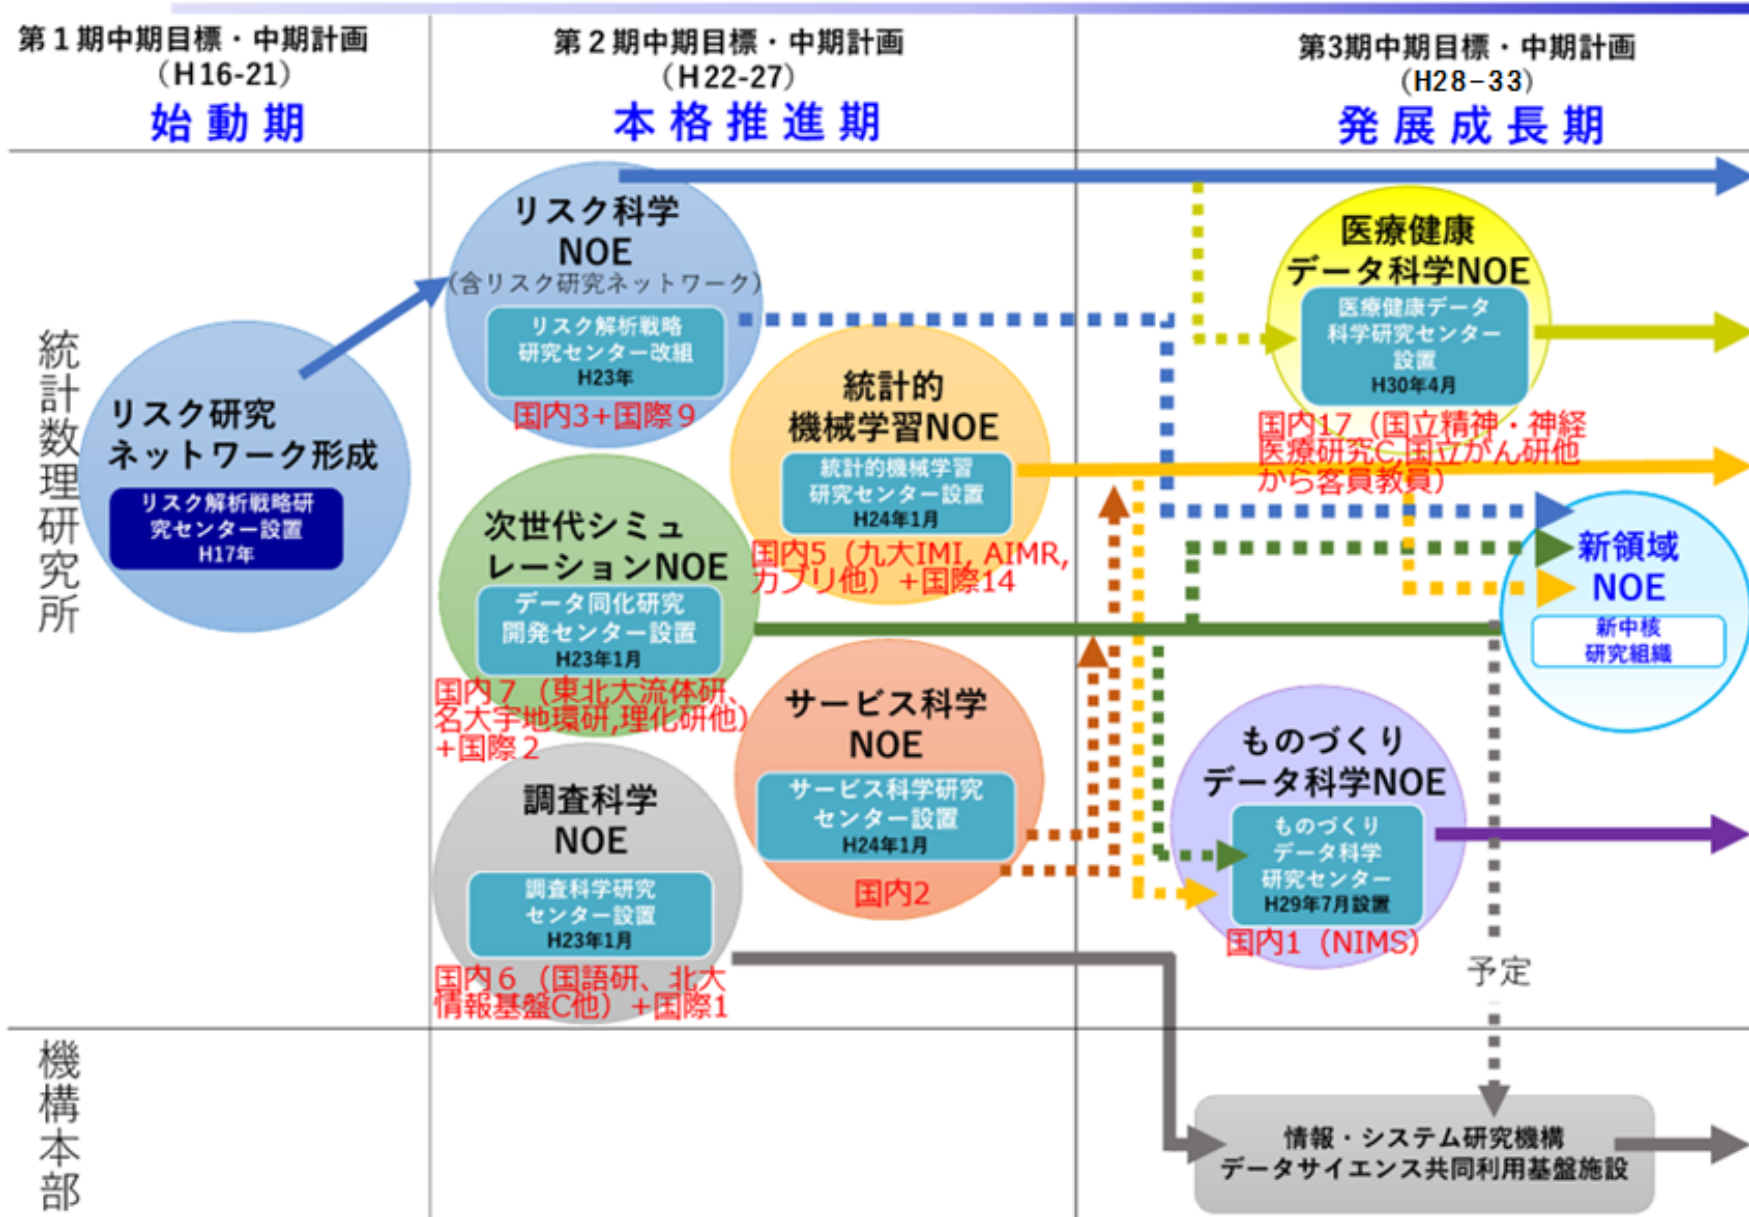 第１期中期目標・中期計画
（H16-21）
始動期
第２期中期目標・中期計画
（H22-27）
本格推進期
第3期中期目標・中期計画
（H28-33）
発展成長期
統計数理研究所
リスク研究
ネットワーク形成
リスク解析戦略研
究センター設置
H17年
リスク科学
NOE
（含リスク研究ネットワーク）
リスク解析戦略
研究センター改組
H23年
国内3+国際９
次世代シミュ
レーションNOE
データ同化研究
開発センター設置
H23年1月
国内７（東北大流体研、
名大宇地環研,理化研他）
+国際２
調査科学
NOE
調査科学研究
センター設置
H23年1月
国内６（国語研、北大
情報基盤C他）+国際1
統計的
機械学習NOE
統計的機械学習
研究センター設置
H24年1月
国内5（九大IMI, AIMR,
カブリ他）+国際14
サービス科学
NOE
サービス科学研究
センター設置
H24年1月
国内2
医療健康
データ科学NOE
医療健康データ
科学研究センター
設置
H30年4月
国内17（国立精神・神経
医療研究C,国立がん研他
から客員教員）
新領域
NOE
新中核
研究組織
ものづくり
データ科学NOE
ものづくり
データ科学
研究センター
H29年7月設置
国内1（NIMS）
予定
機構本部
情報・システム研究機構
データサイエンス共同利用基盤施設